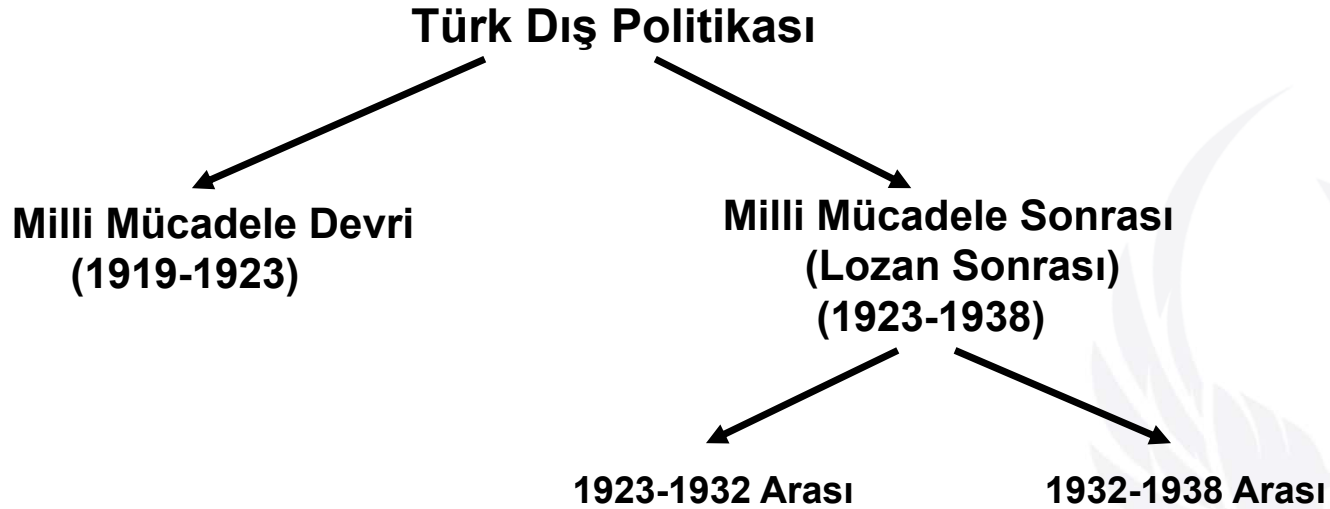 Türk Dış Politikası
Milli Mücadele Devri
(1919-1923)
Milli Mücadele Sonrası
(Lozan Sonrası)
(1923-1938)
1923-1932 Arası
1932-1938 Arası